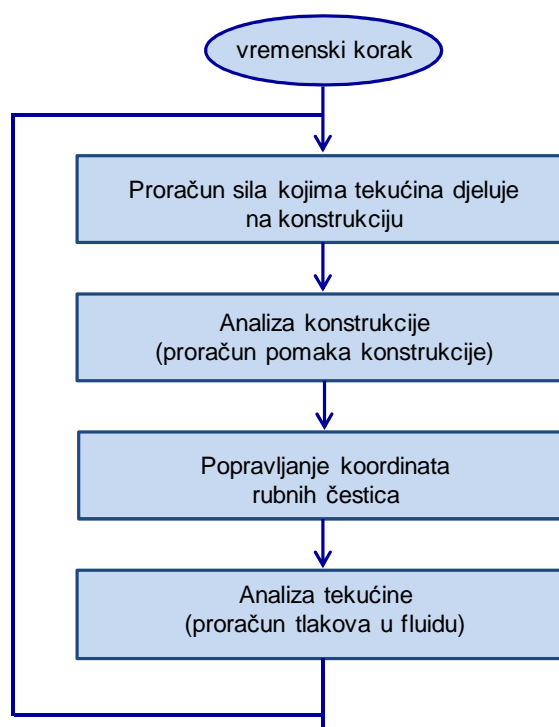 vremenski korak
Proračun sila kojima tekućina djeluje
na konstrukciju
Analiza konstrukcije
(proračun pomaka konstrukcije)
Popravljanje koordinata
rubnih čestica
Analiza tekućine
(proračun tlakova u fluidu)